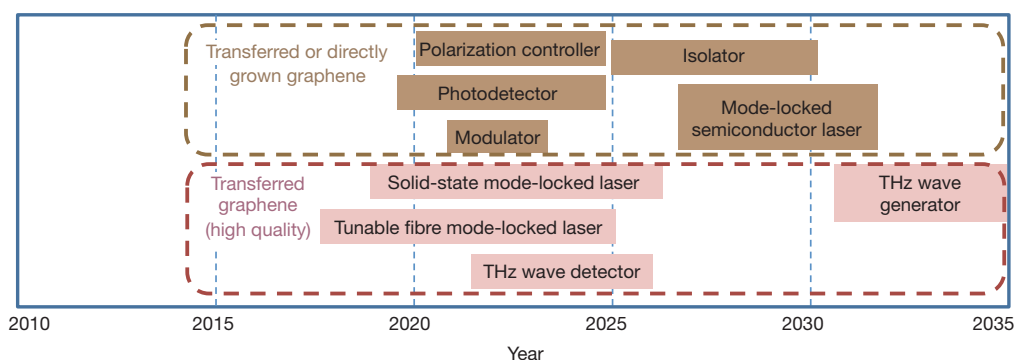 Transferred or directly
grown graphene
Polarization controller
Isolator
Photodetector
Mode-locked
semiconductor laser
Modulator
Transferred
graphene
(high quality)
Solid-state mode-locked laser
THz wave
generator
Tunable fibre mode-locked laser
THz wave detector
2010
2015
2020
2025
2030
2035
Year